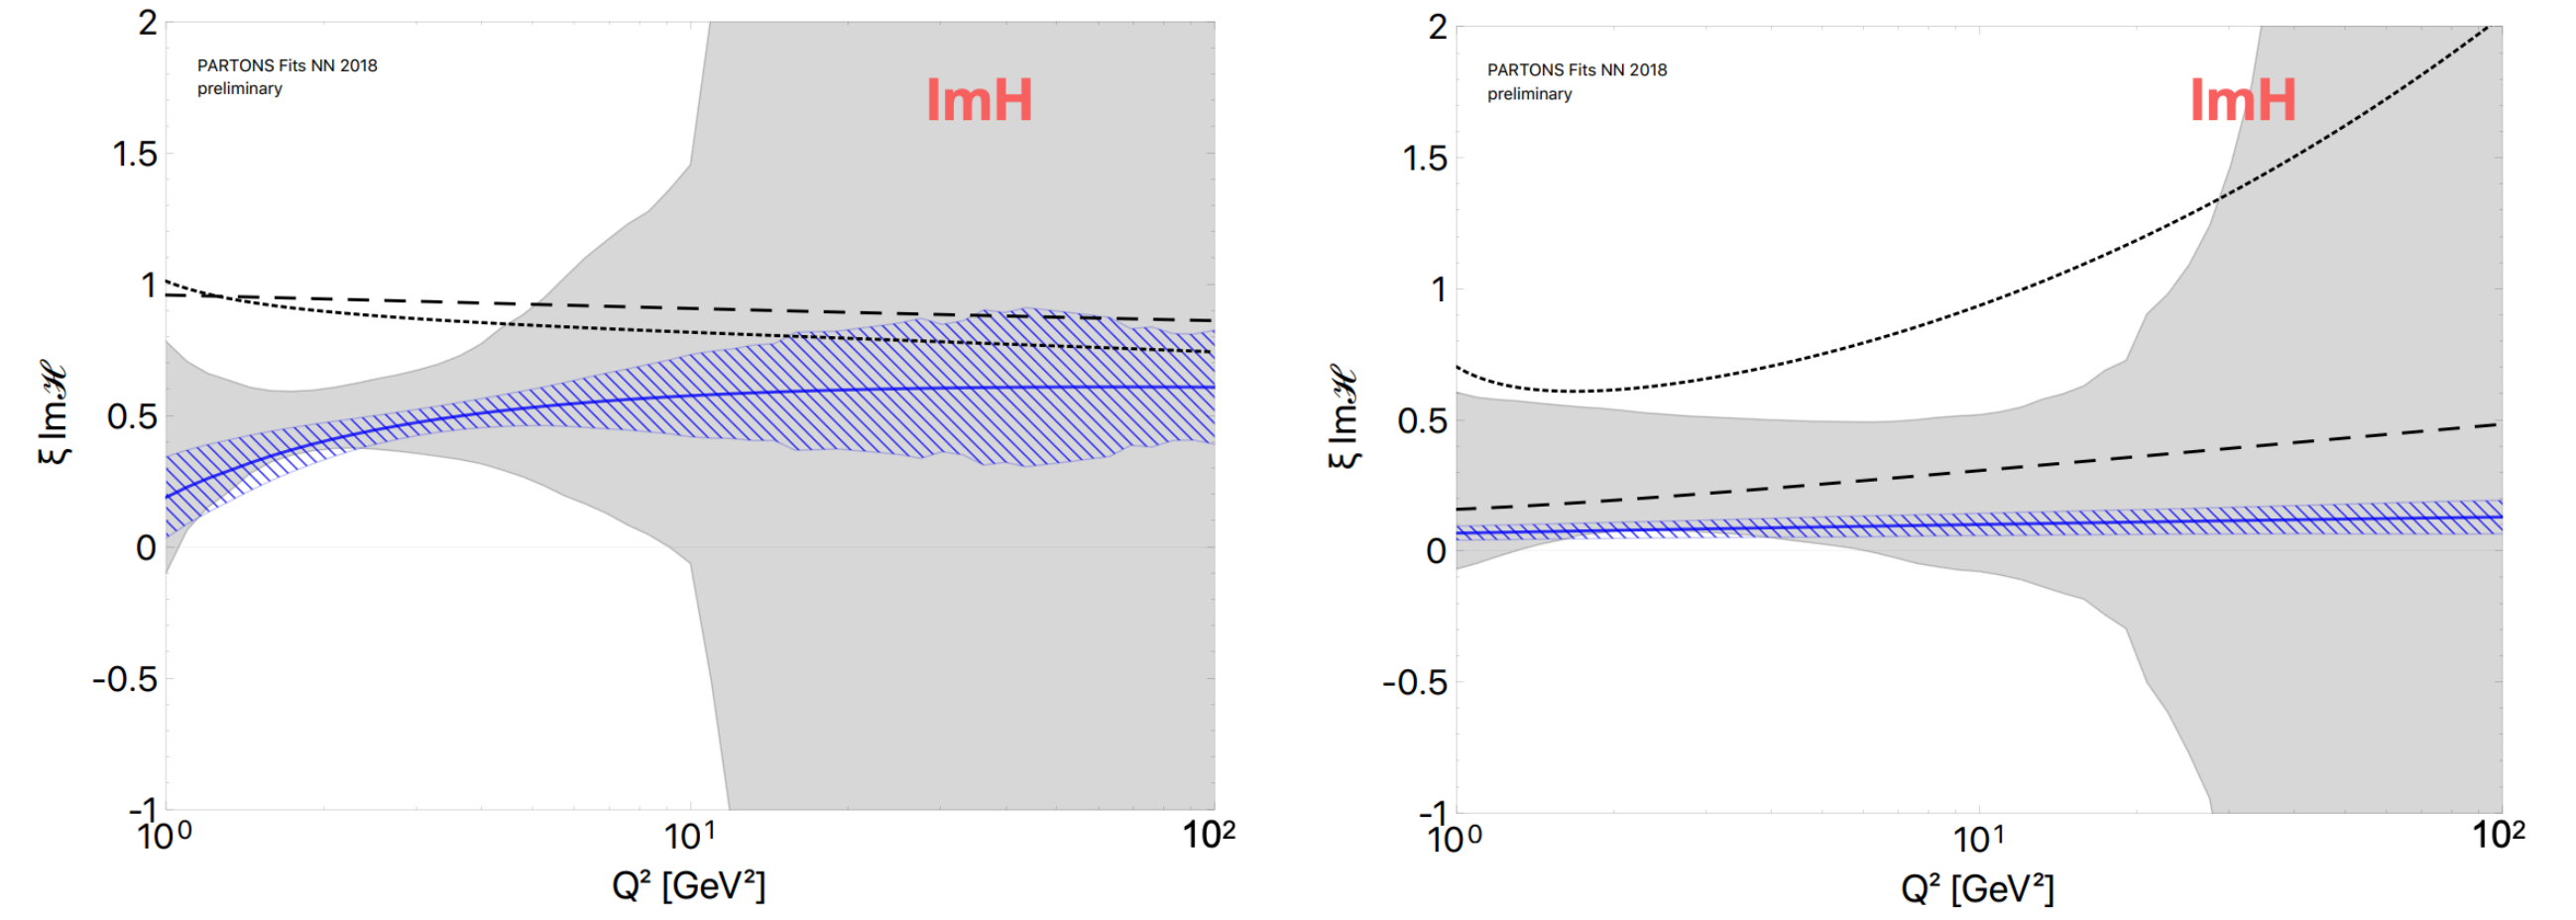 PARTONS Fits NN 2018
preliminary
ImH
2
1.5
1
0.5
0
-0.5
-1
ξ Imℋ
10⁰
10¹
10²
Q² [GeV²]
PARTONS Fits NN 2018
preliminary
ImH
2
1.5
1
0.5
0
-0.5
-1
ξ Imℋ
10⁰
10¹
10²
Q² [GeV²]